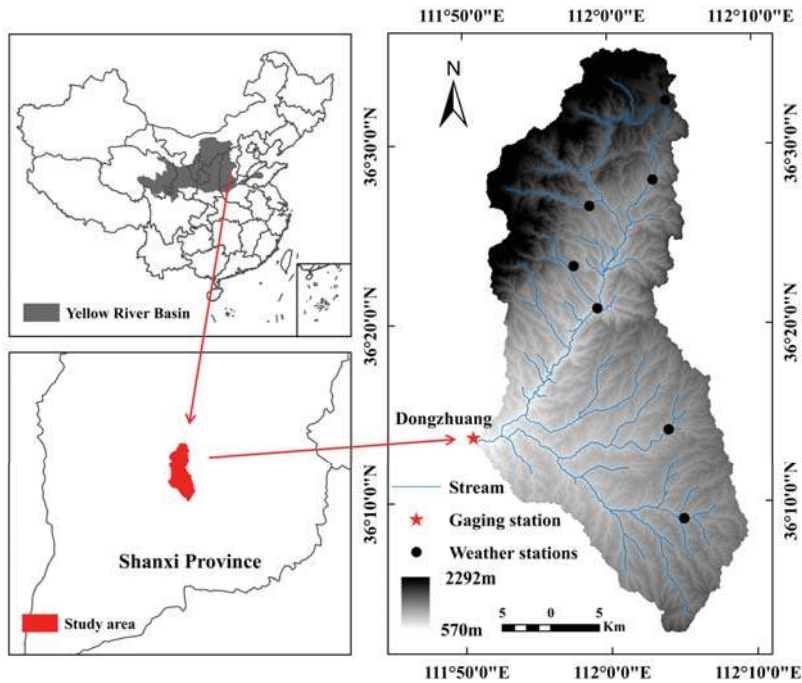 111°50'0"E
112°0'0"E
112°10'0"E
N
36°30'0"N
36°20'0"N
36°10'0"N
Yellow River Basin
Dongzhuang
Stream
Gaging station
Weather stations
2292m
570m
5 0 5
Km
Shanxi Province
Study area
36°30'0"N
36°20'0"N
36°10'0"N
111°50'0"E
112°0'0"E
112°10'0"E